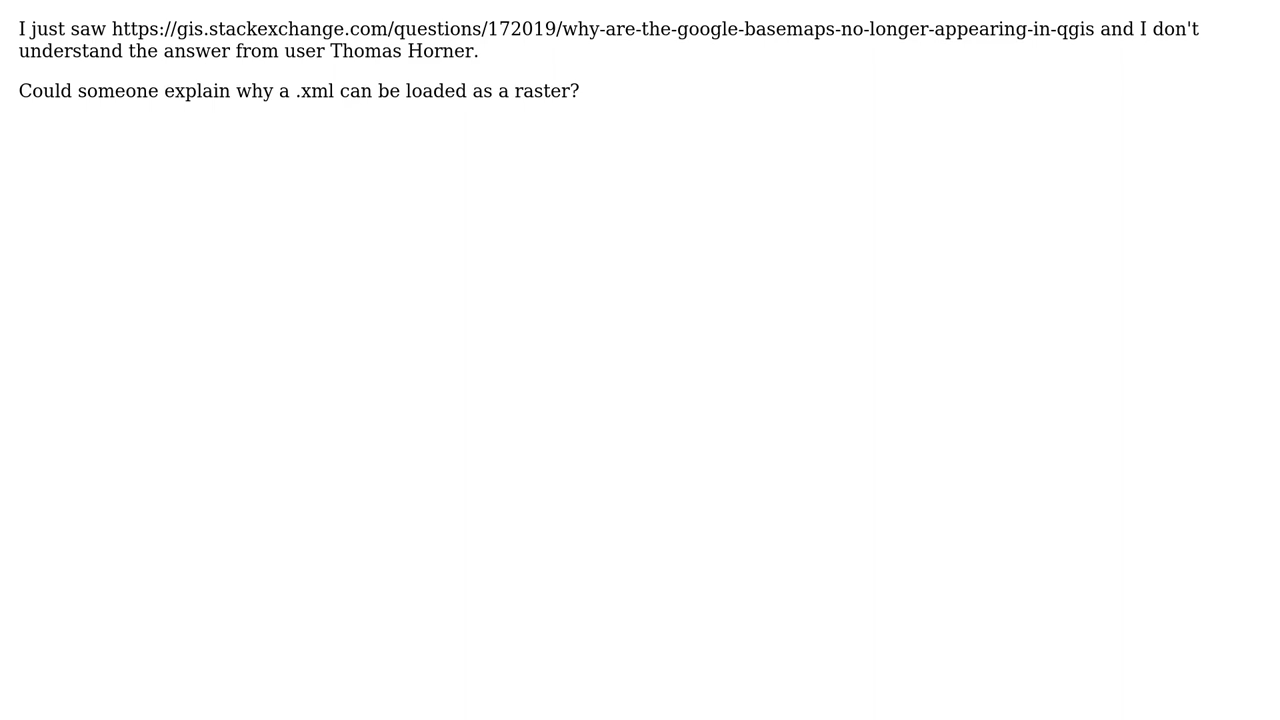 I just saw https://gis.stackexchange.com/questions/172019/why-are-the-google-basemaps-no-longer-appearing-in-qgis and I don't
understand the answer from user Thomas Horner.
Could someone explain why a .xml can be loaded as a raster?